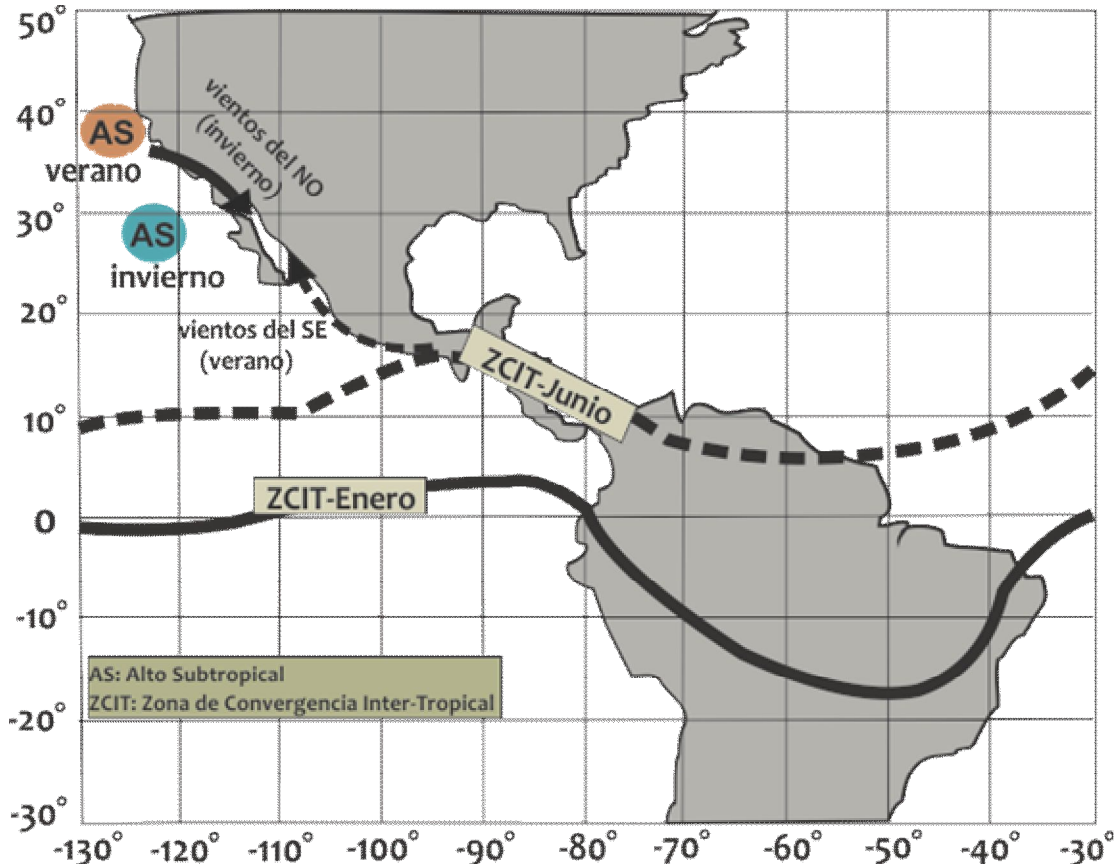 50°
40°
30°
20°
10°
0
-10°
-20°
-30°
vientos del NO
(invierno)
AS
verano
AS
invierno
vientos del SE
(verano)
ZCIT-Junio
ZCIT-Enero
AS: Alto Subtropical
ZCIT: Zona de Convergencia Inter-Tropical
-130° -120° -110° -100° -90° -80° -70° -60° -50° -40° -30°